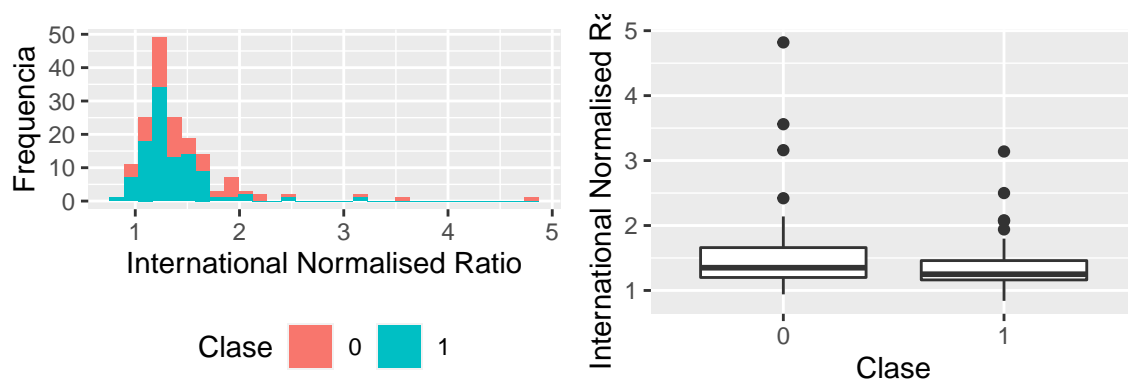 Frequencia
50
40
30
20
10
0
1 2 3 4 5
International Normalised Ratio
Clase 0 1
International Normalised Ra
5
4
3
2
1
0 1
Clase